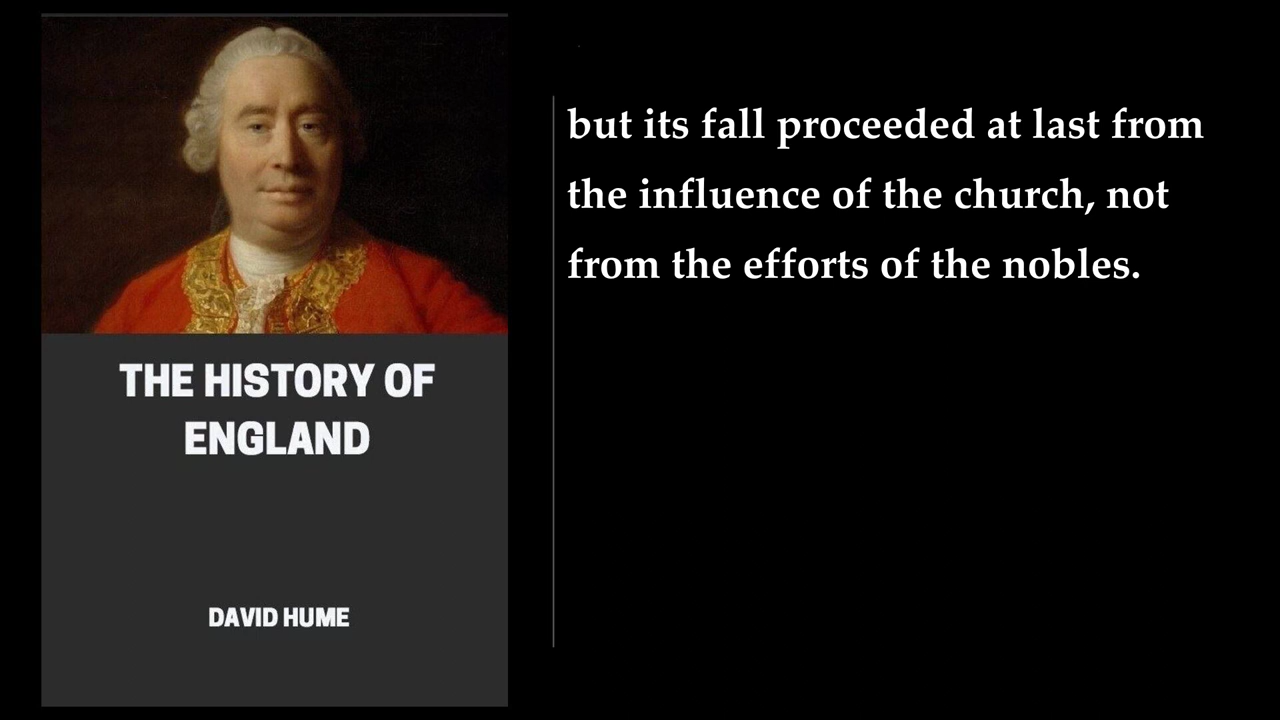 THE HISTORY OF
ENGLAND
DAVID HUME
but its fall proceeded at last from
the influence of the church, not
from the efforts of the nobles.